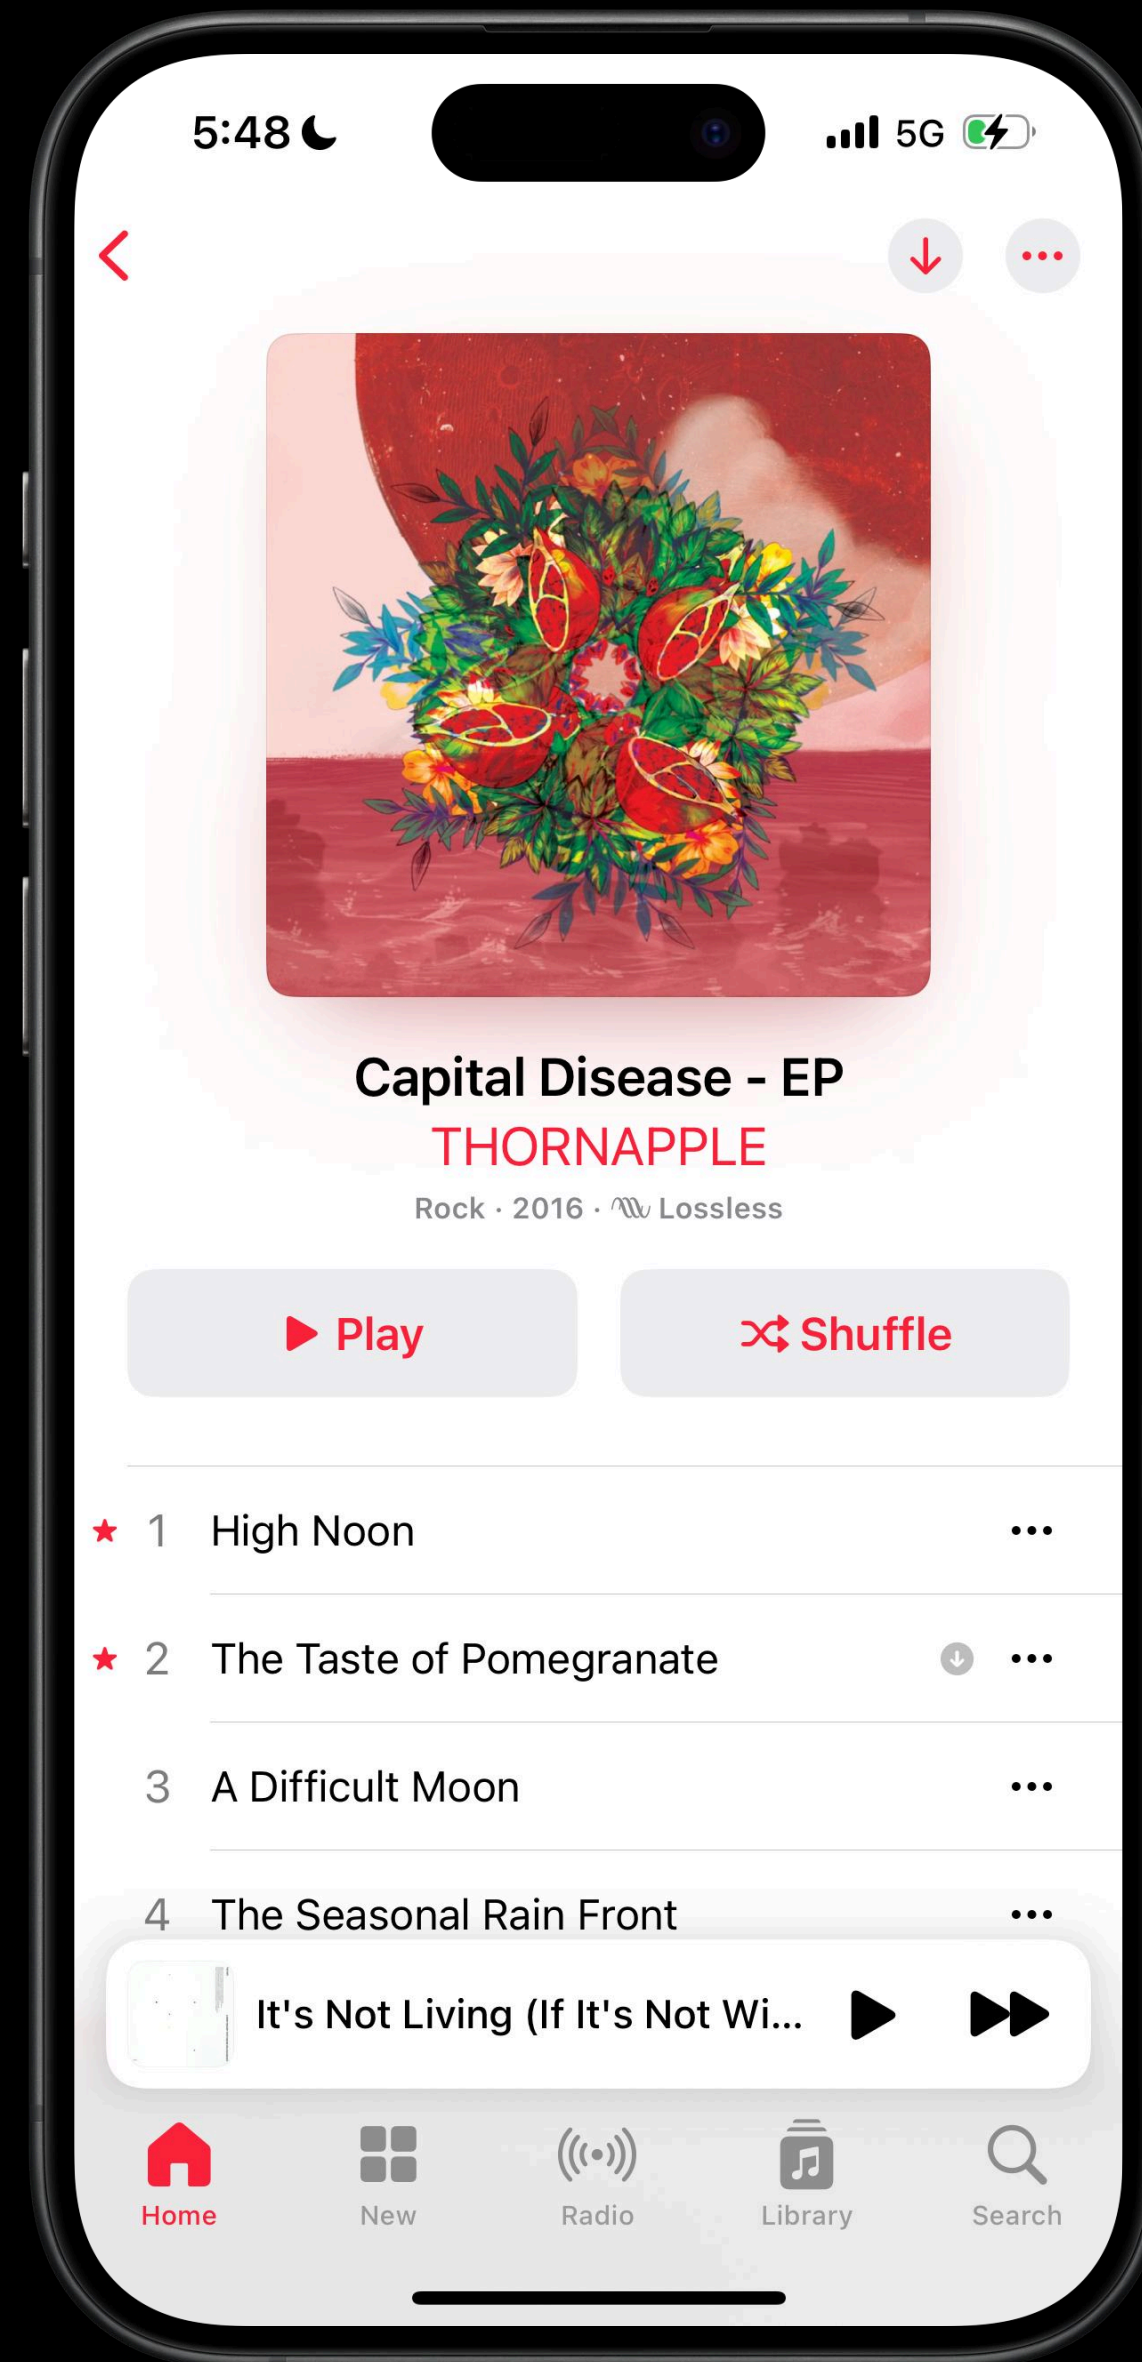 5:48
5G
Capital Disease - EP
THORNAPPLE
Rock · 2016 · Lossless
Play
Shuffle
1 High Noon
2 The Taste of Pomegranate
3 A Difficult Moon
4 The Seasonal Rain Front
It's Not Living (If It's Not Wi...
Home New Radio Library Search